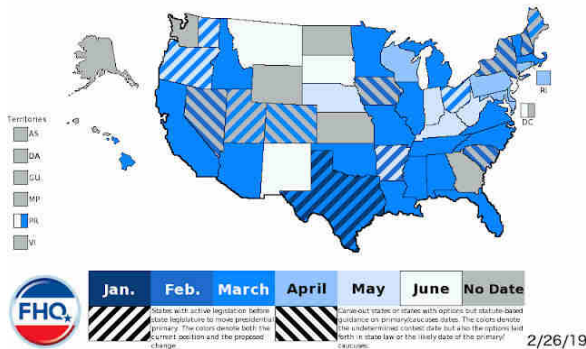 RI
DC
Territories
AS
DA
GU
MP
PR
VI
Jan. Feb. March April May June No Date
States with active legislation before
state legislature to move presidential
primary. The colors denote both the
current position and the proposed
change.
Carve-out states or states with options but statute-based
guidance on primary/caucuses dates. The colors denote
the undetermined contest date but also the options laid
forth in state law or the likely date of the primary/
caucuses.
FHQ
2/26/19